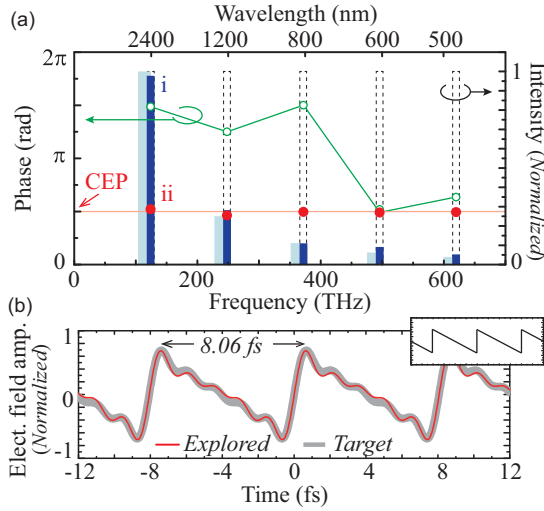 (a)
Wavelength (nm)
2400 1200 800 600 500
2π
π
0
Phase (rad)
i
ii
CEP
1
0
Intensity
(Normalized)
0 200 400 600
Frequency (THz)
(b)
1
0
-1
Elect. field amp.
(Normalized)
8.06 fs
Explored Target
-12 -8 -4 0 4 8 12
Time (fs)